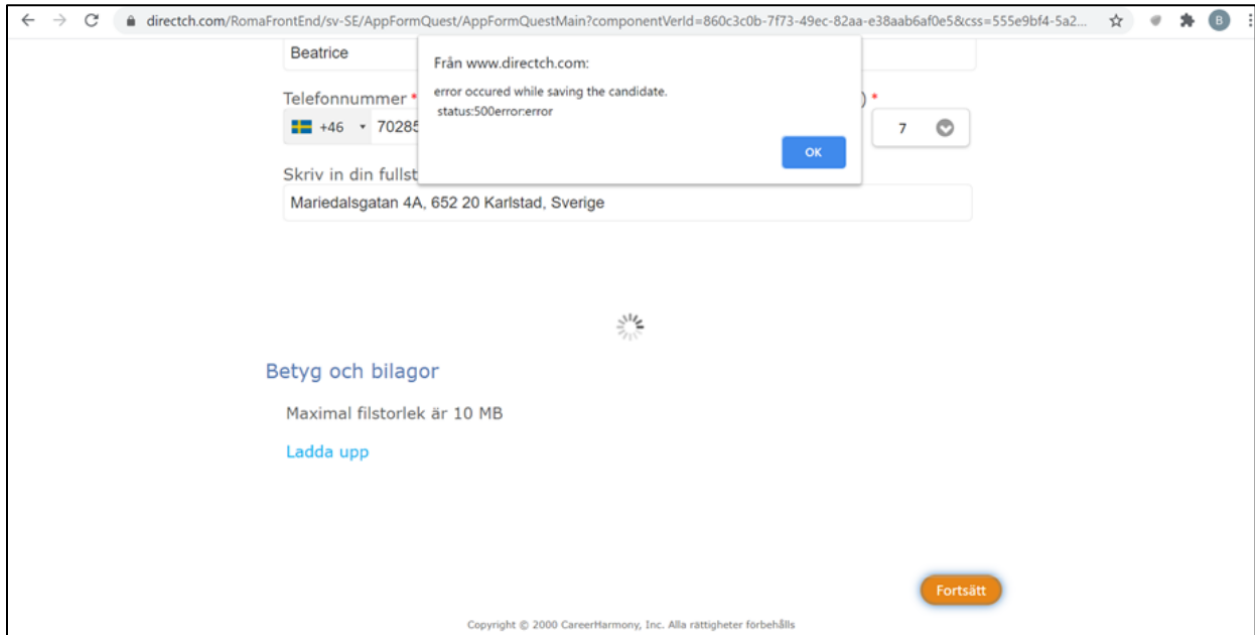 directch.com/RomaFrontEnd/sv-SE/AppFormQuest/AppFormQuestMain?componentVerId=860c3c0b-7f73-49ec-82aa-e38aab6af0e5&css=555e9bf4-5a2...
B
Beatrice
Från www.directch.com:
error occured while saving the candidate.
status:500error:error
OK
Telefonnummer *
) *
+46
70285
7
Skriv in din fullst
Mariedalsgatan 4A, 652 20 Karlstad, Sverige
Betyg och bilagor
Maximal filstorlek är 10 MB
Ladda upp
Fortsätt
Copyright © 2000 CareerHarmony, Inc. Alla rättigheter förbehålls